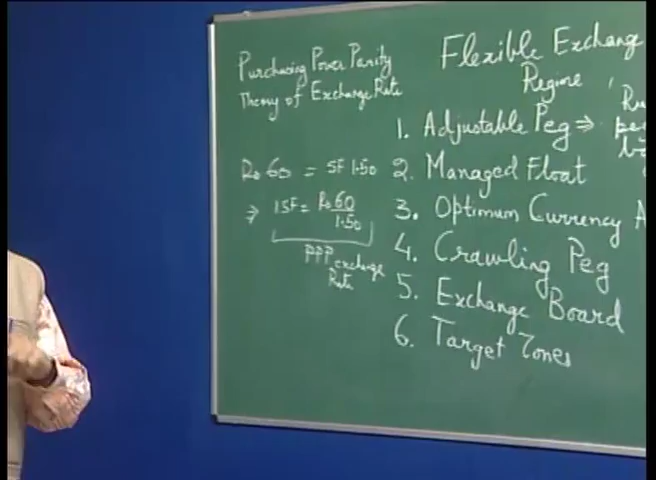 Purchasing Power Parity
Theory of Exchange Rate
Rs 60 = SF 1.50
⇒ 1SF = Rs 60
1.50
PPP exchange
Rate
Flexible Exchang
Regime
1. Adjustable Peg ⇒
2. Managed Float
3. Optimum Currency A
4. Crawling Peg
5. Exchange Board
6. Target Zones